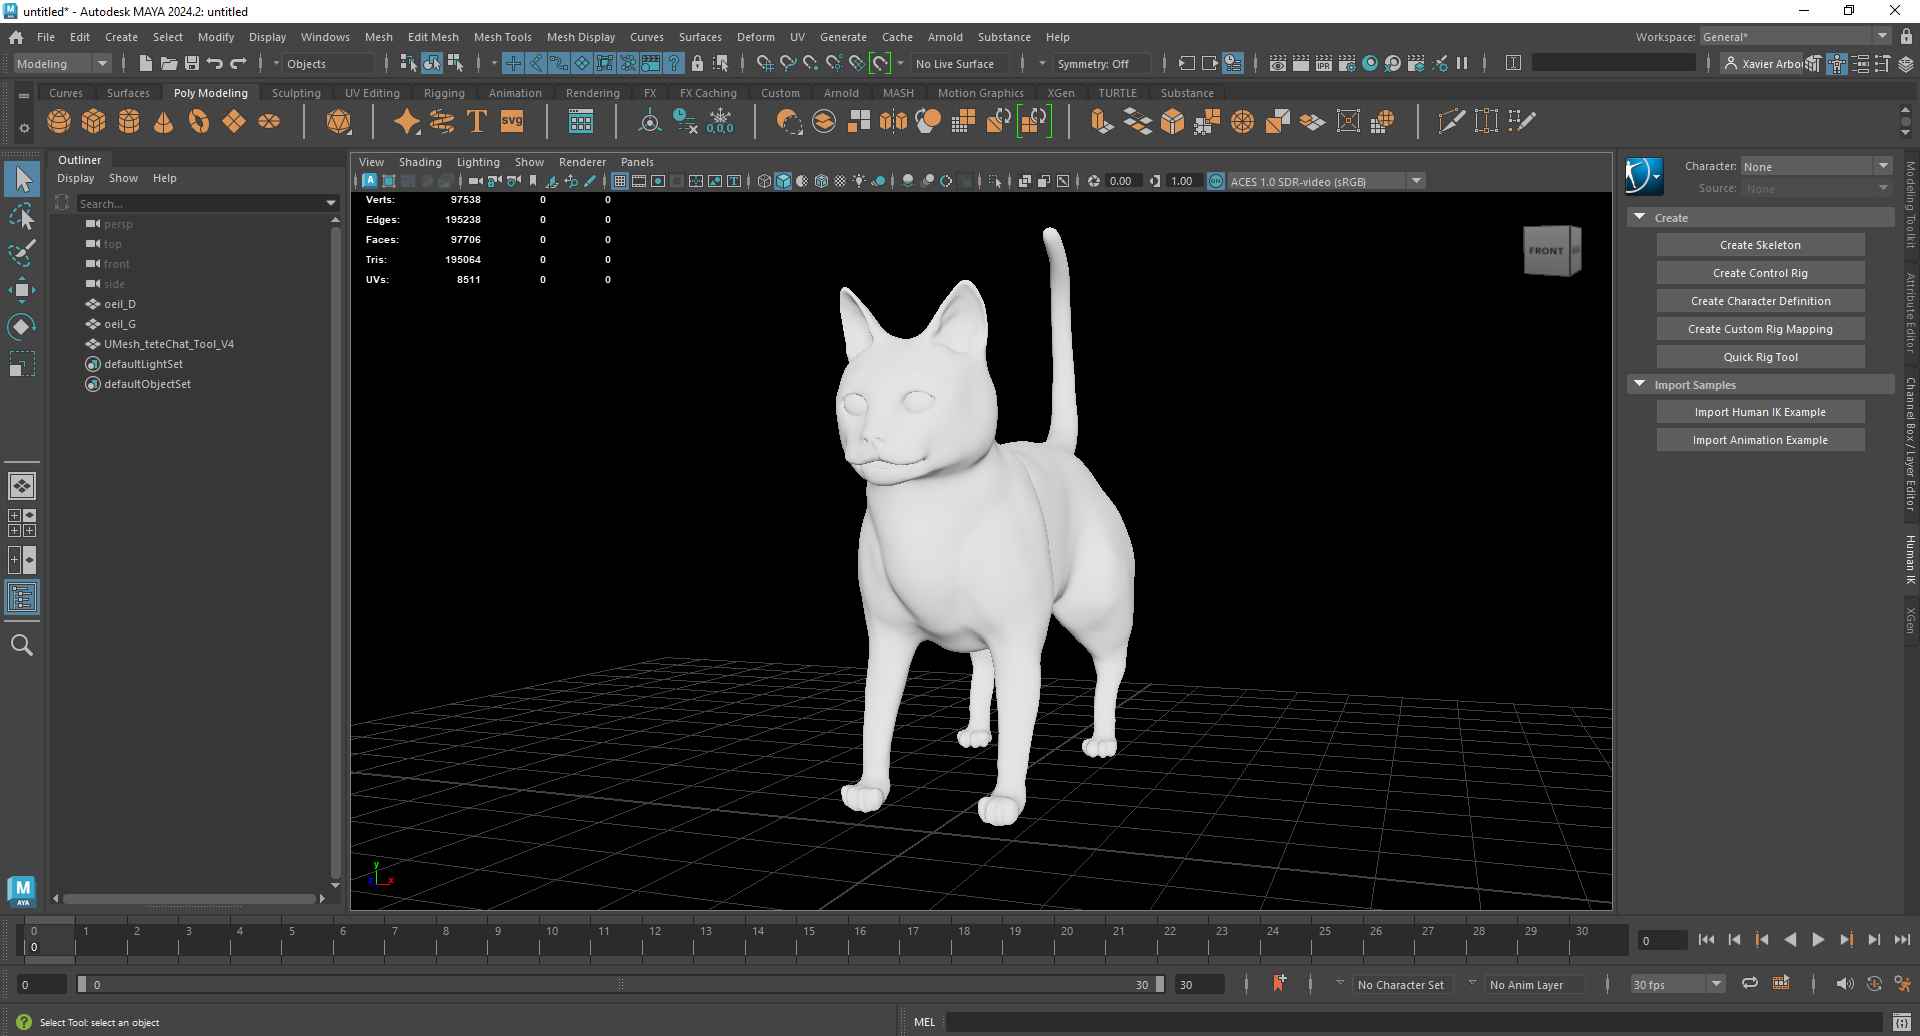 untitled* - Autodesk MAYA 2024.2: untitled
File Edit Create Select Modify Display Windows Mesh Edit Mesh Mesh Tools Mesh Display Curves Surfaces Deform UV Generate Cache Arnold Substance Help
Workspace: General*
Modeling
Objects
No Live Surface
Symmetry: Off
IPR
Xavier Arbo
Curves Surfaces Poly Modeling Sculpting UV Editing Rigging Animation Rendering FX FX Caching Custom Arnold MASH Motion Graphics XGen TURTLE Substance
T
SVG
0,0,0
Outliner
Display Show Help
Search...
persp
top
front
side
oeil_D
oeil_G
UMesh_teteChat_Tool_V4
defaultLightSet
defaultObjectSet
View Shading Lighting Show Renderer Panels
0.00
1.00
ON
ACES 1.0 SDR-video (sRGB)
Verts: 97538 0 0
Edges: 195238 0 0
Faces: 97706 0 0
Tris: 195064 0 0
UVs: 8511 0 0
FRONT
y
x
Character: None
Source: None
Create
Create Skeleton
Create Control Rig
Create Character Definition
Create Custom Rig Mapping
Quick Rig Tool
Import Samples
Import Human IK Example
Import Animation Example
Modeling Toolkit
Attribute Editor
Channel Box / Layer Editor
Human IK
XGen
M
AYA
0 1 2 3 4 5 6 7 8 9 10 11 12 13 14 15 16 17 18 19 20 21 22 23 24 25 26 27 28 29 30
0
0
0
0
30
30
No Character Set
No Anim Layer
30 fps
Select Tool: select an object
MEL